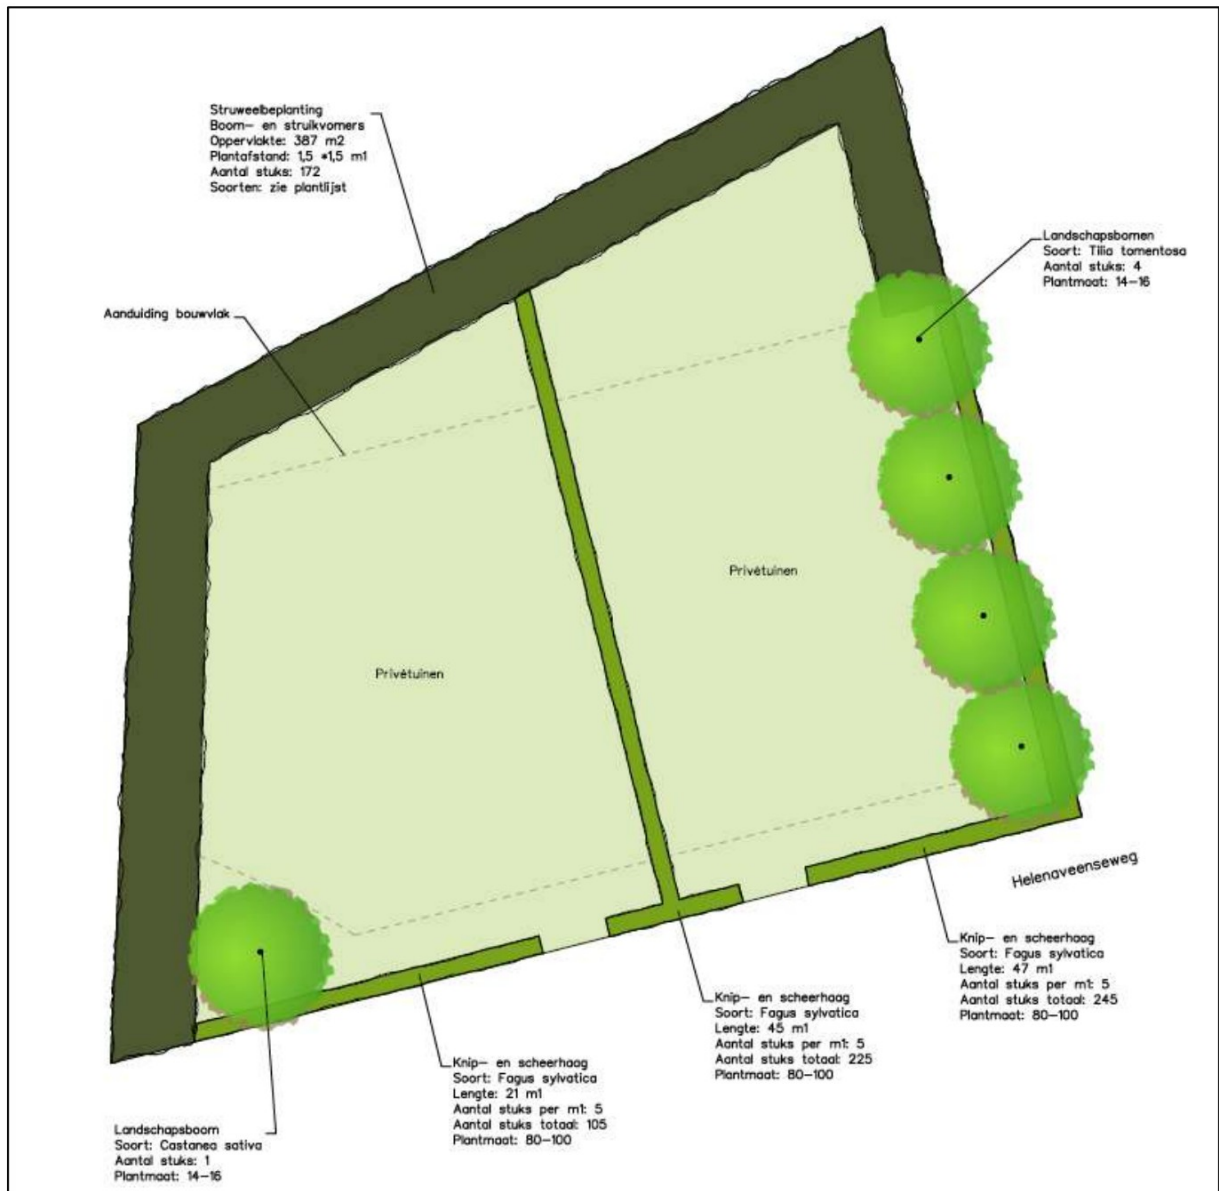 Struweelbeplanting
Boom- en struikvomers
Oppervlakte: 387 m2
Plantafstand: 1,5 *1,5 m1
Aantal stuks: 172
Soorten: zie plantlijst
Landschapsbomen
Soort: Tilia tomentosa
Aantal stuks: 4
Plantmaat: 14-16
Aanduiding bouwvlak
Privétuinen
Privétuinen
Helenaveenseweg
Knip- en scheerhaag
Soort: Fagus sylvatica
Lengte: 47 m1
Aantal stuks per m1: 5
Aantal stuks totaal: 245
Plantmaat: 80-100
Knip- en scheerhaag
Soort: Fagus sylvatica
Lengte: 45 m1
Aantal stuks per m1: 5
Aantal stuks totaal: 225
Plantmaat: 80-100
Knip- en scheerhaag
Soort: Fagus sylvatica
Lengte: 21 m1
Aantal stuks per m1: 5
Aantal stuks totaal: 105
Plantmaat: 80-100
Landschapsboom
Soort: Castanea sativa
Aantal stuks: 1
Plantmaat: 14-16